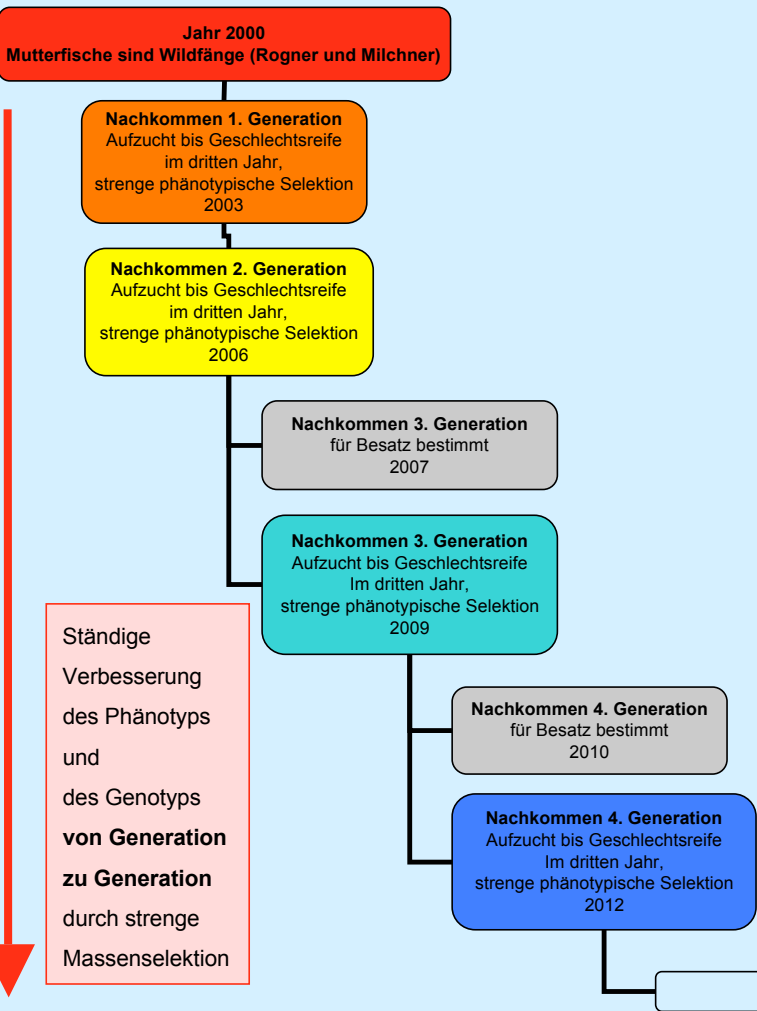 Jahr 2000
Mutterfische sind Wildfänge (Rogner und Milchner)
Nachkommen 1. Generation
Aufzucht bis Geschlechtsreife
im dritten Jahr,
strenge phänotypische Selektion
2003
Nachkommen 2. Generation
Aufzucht bis Geschlechtsreife
im dritten Jahr,
strenge phänotypische Selektion
2006
Nachkommen 3. Generation
für Besatz bestimmt
2007
Nachkommen 3. Generation
Aufzucht bis Geschlechtsreife
Im dritten Jahr,
strenge phänotypische Selektion
2009
Nachkommen 4. Generation
für Besatz bestimmt
2010
Nachkommen 4. Generation
Aufzucht bis Geschlechtsreife
Im dritten Jahr,
strenge phänotypische Selektion
2012
Ständige
Verbesserung
des Phänotyps
und
des Genotyps
von Generation
zu Generation
durch strenge
Massenselektion